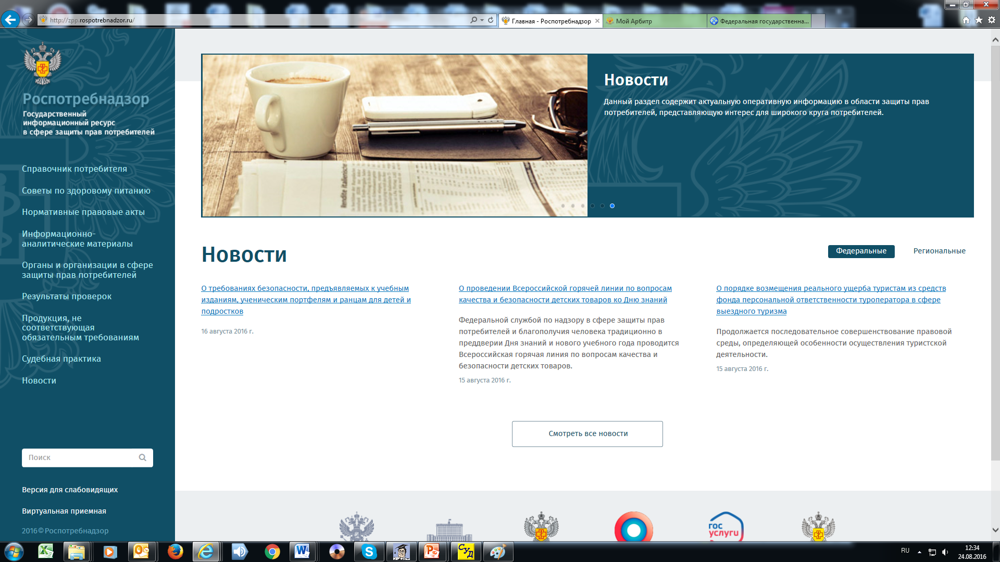 http://zpp.rospotrebnadzor.ru/
Главная - Роспотребнадзор
Мой Арбитр
Федеральная государственна...
Роспотребнадзор
Государственный
информационный ресурс
в сфере защиты прав потребителей
Справочник потребителя
Советы по здоровому питанию
Нормативные правовые акты
Информационно-
аналитические материалы
Органы и организации в сфере
защиты прав потребителей
Результаты проверок
Продукция, не
соответствующая
обязательным требованиям
Судебная практика
Новости
Поиск
Версия для слабовидящих
Виртуальная приемная
2016©Роспотребнадзор
Rendite italiane
Новости
Данный раздел содержит актуальную оперативную информацию в области защиты прав
потребителей, представляющую интерес для широкого круга потребителей.
Новости
Федеральные
Региональные
О требованиях безопасности, предъявляемых к учебным
изданиям, ученическим портфелям и ранцам для детей и
подростков
16 августа 2016 г.
О проведении Всероссийской горячей линии по вопросам
качества и безопасности детских товаров ко Дню знаний
Федеральной службой по надзору в сфере защиты прав
потребителей и благополучия человека традиционно в
преддверии Дня знаний и нового учебного года проводится
Всероссийская горячая линия по вопросам качества и
безопасности детских товаров.
15 августа 2016 г.
О порядке возмещения реального ущерба туристам из средств
фонда персональной ответственности туроператора в сфере
выездного туризма
Продолжается последовательное совершенствование правовой
среды, определяющей особенности осуществления туристской
деятельности.
15 августа 2016 г.
Смотреть все новости
гос
услуги
СУД
RU
12:34
24.08.2016